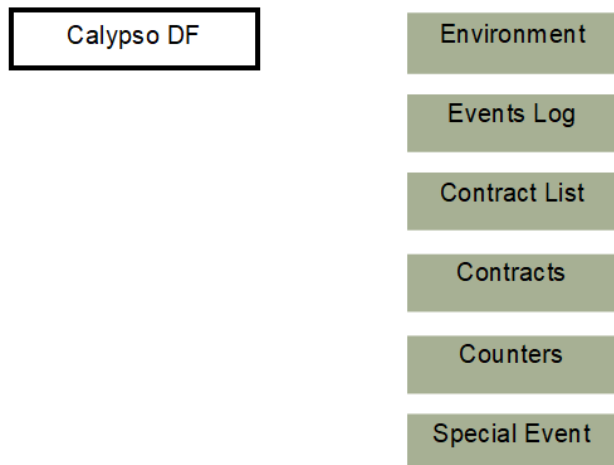 Calypso DF
Environment
Events Log
Contract List
Contracts
Counters
Special Event